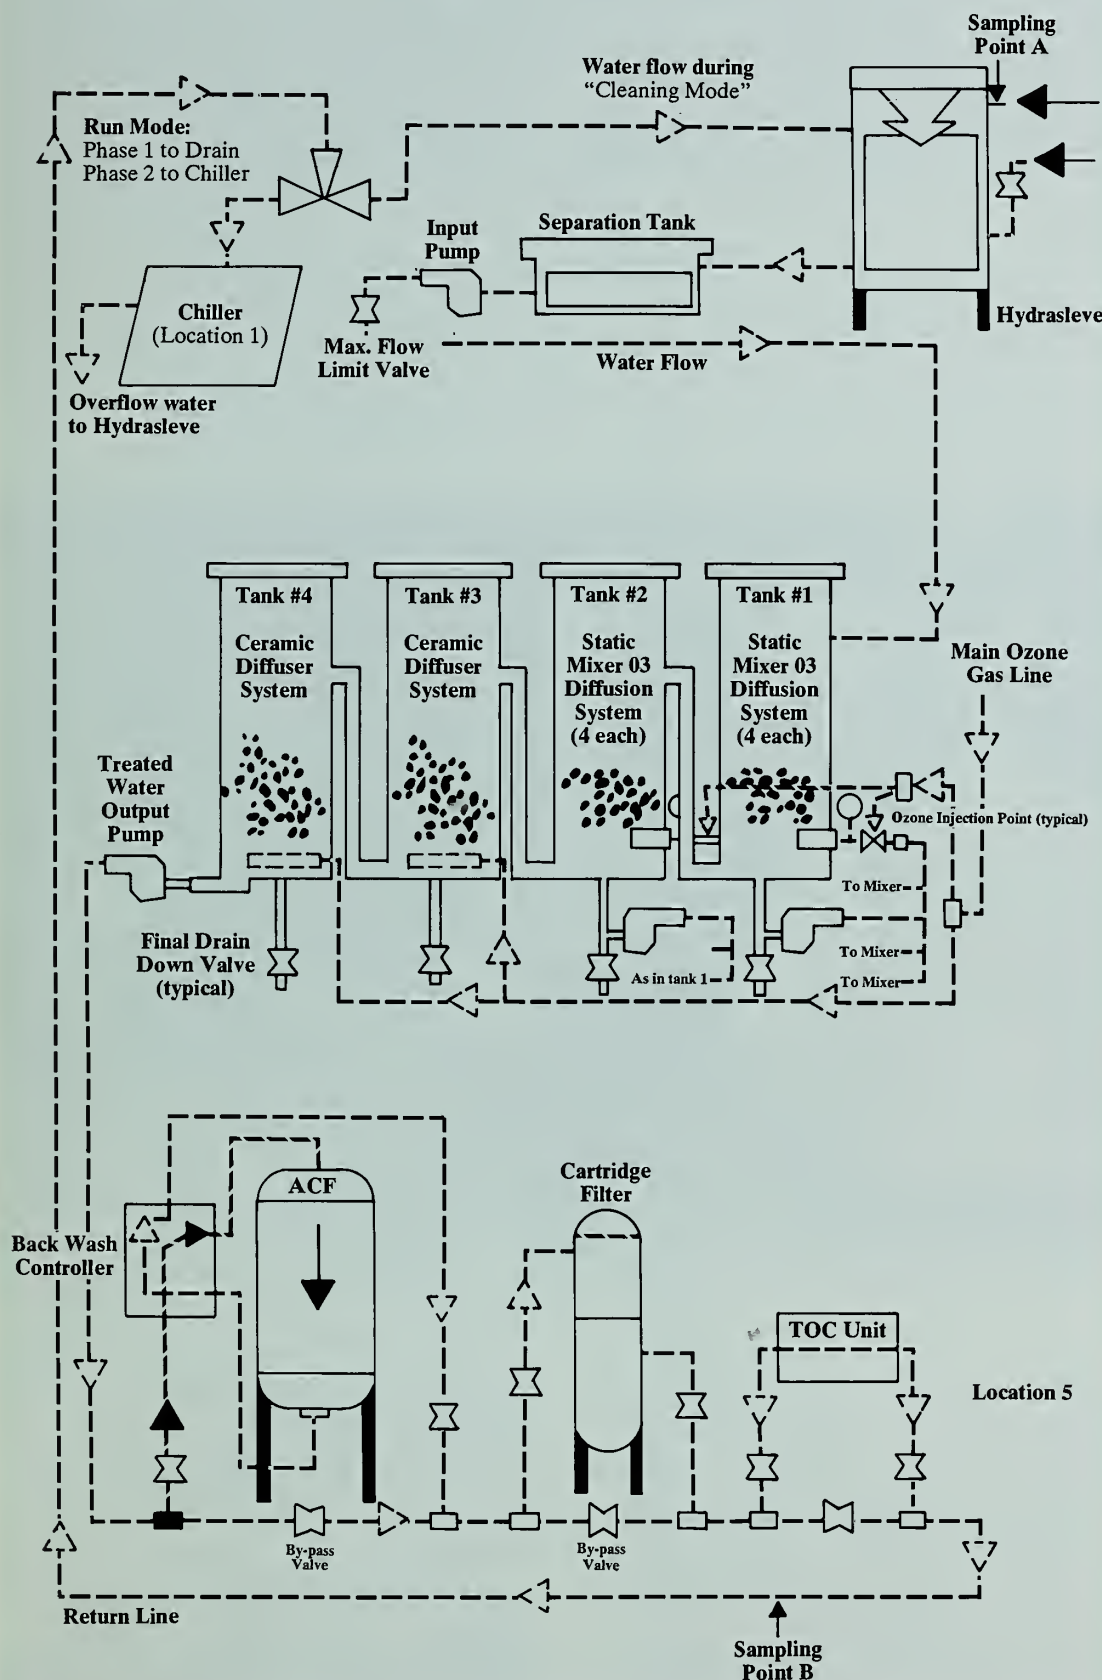 Sampling
Point A
Water flow during
“Cleaning Mode”
Run Mode:
Phase 1 to Drain
Phase 2 to Chiller
Input
Pump
Separation Tank
Hydrasleve
Chiller
(Location 1)
Max. Flow
Limit Valve
Water Flow
Overflow water
to Hydrasleve
Tank #4
Ceramic
Diffuser
System
Tank #3
Ceramic
Diffuser
System
Tank #2
Static
Mixer 03
Diffusion
System
(4 each)
Tank #1
Static
Mixer 03
Diffusion
System
(4 each)
Main Ozone
Gas Line
Treated
Water
Output
Pump
Ozone Injection Point (typical)
To Mixer
Final Drain
Down Valve
(typical)
As in tank 1
To Mixer
To Mixer
ACF
Cartridge
Filter
Back Wash
Controller
TOC Unit
Location 5
By-pass
Valve
By-pass
Valve
Return Line
Sampling
Point B